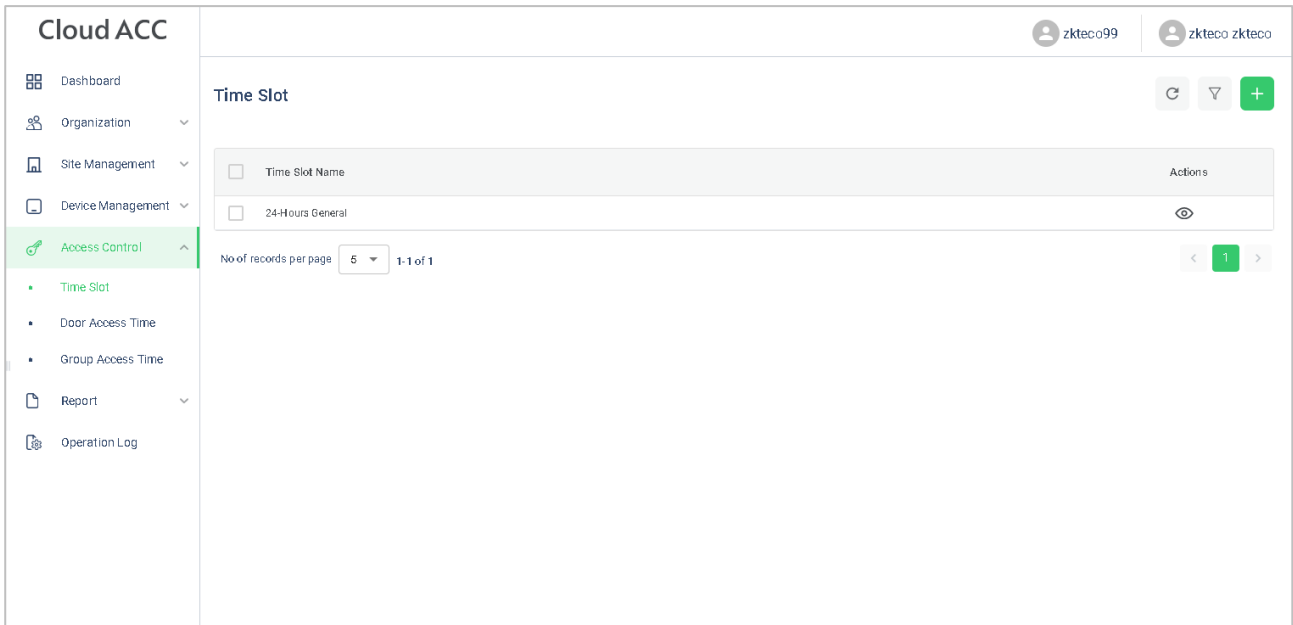 Cloud ACC
zkteco99
zkteco zkteco
Dashboard
Organization
Site Management
Device Management
Access Control
Time Slot
Door Access Time
Group Access Time
Report
Operation Log
Time Slot
Time Slot Name Actions
24-Hours General
No of records per page 5 1-1 of 1
1